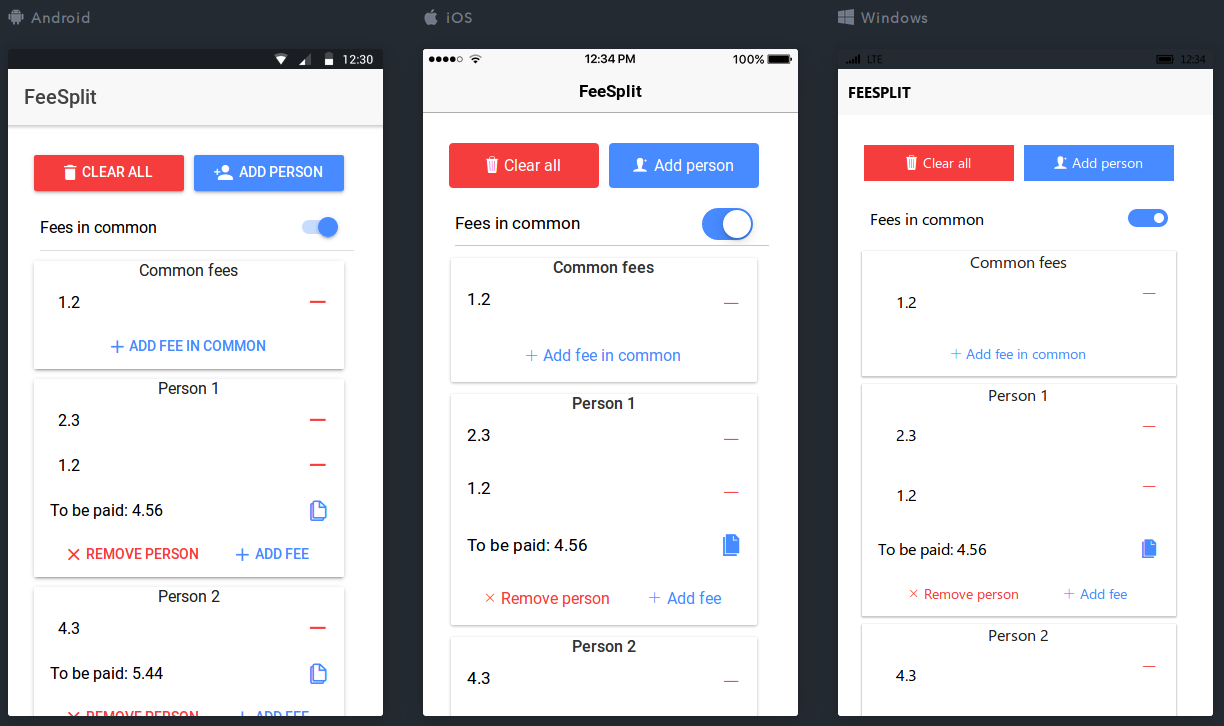 Android
12:30
FeeSplit
CLEAR ALL ADD PERSON
Fees in common
Common fees
1.2
ADD FEE IN COMMON
Person 1
2.3
1.2
To be paid: 4.56
REMOVE PERSON ADD FEE
Person 2
4.3
To be paid: 5.44
REMOVE PERSON ADD FEE
iOS
12:34 PM 100%
FeeSplit
Clear all Add person
Fees in common
Common fees
1.2
Add fee in common
Person 1
2.3
1.2
To be paid: 4.56
Remove person Add fee
Person 2
4.3
Windows
LTE 12:34
FEESPLIT
Clear all Add person
Fees in common
Common fees
1.2
Add fee in common
Person 1
2.3
1.2
To be paid: 4.56
Remove person Add fee
Person 2
4.3